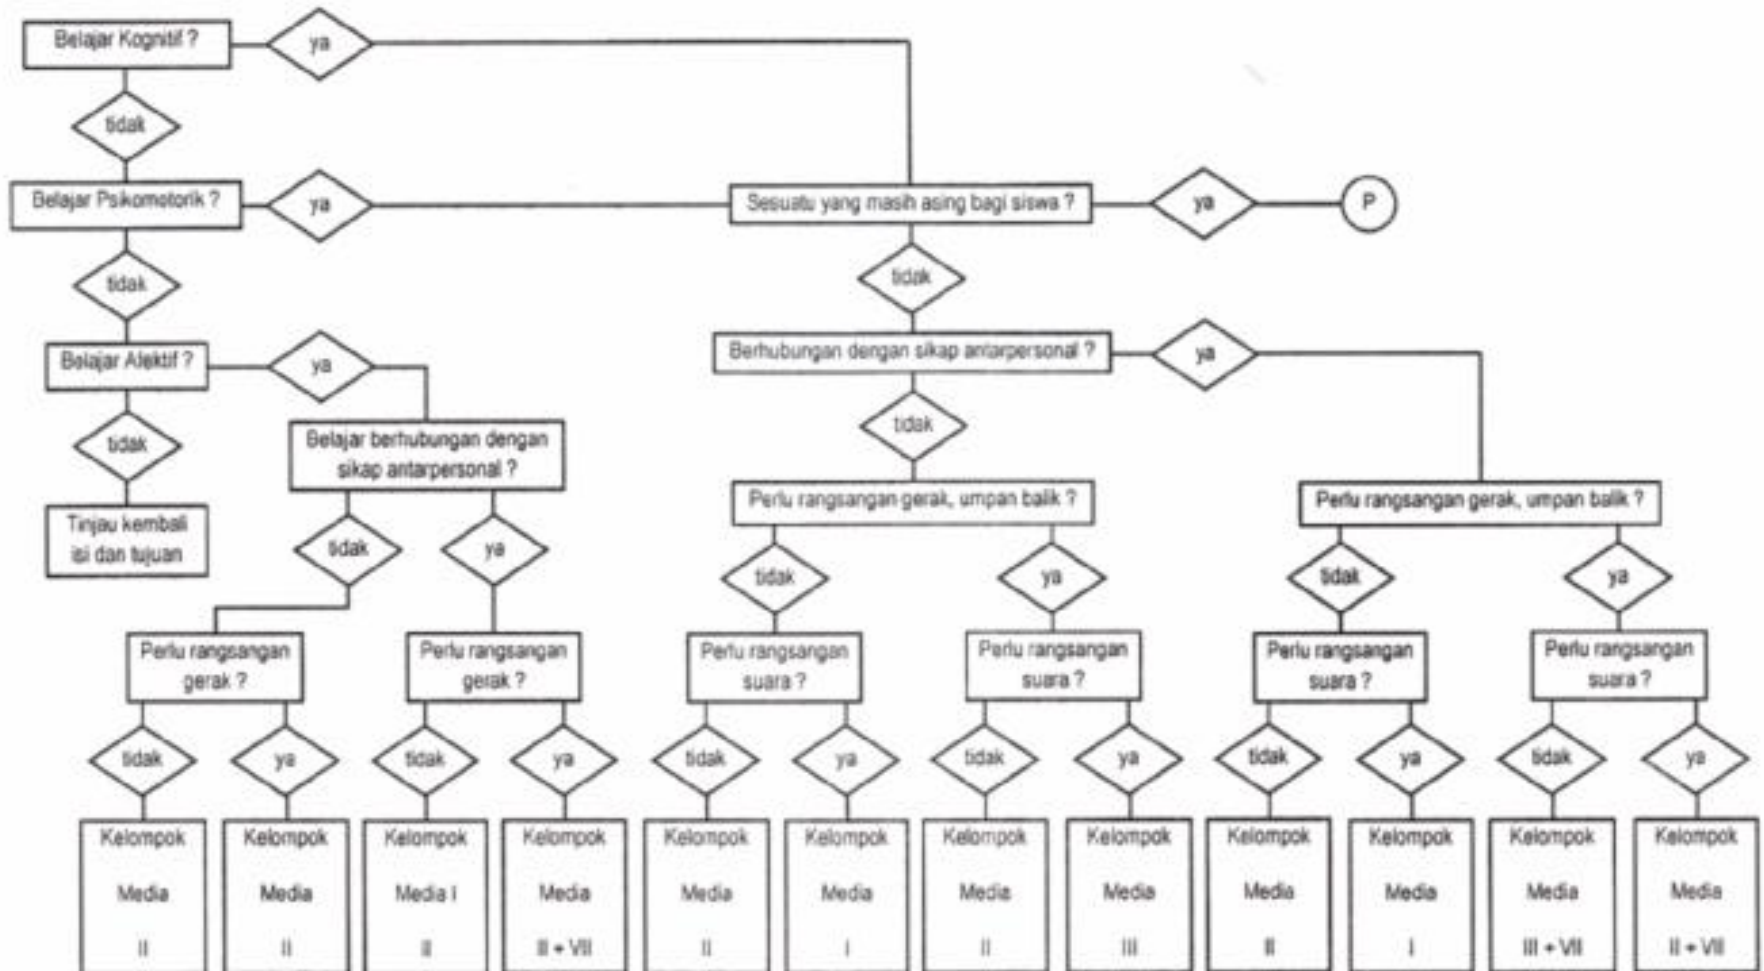 Belajar Kognitif ?
ya
tidak
Belajar Psikomotorik ?
ya
Sesuatu yang masih asing bagi siswa ?
ya
P
tidak
tidak
Belajar Afektif ?
ya
Berhubungan dengan sikap antarpersonal ?
ya
tidak
tidak
Belajar berhubungan dengan
sikap antarpersonal ?
Tinjau kembali
isi dan tujuan
tidak
ya
Perlu rangsangan gerak, umpan balik ?
Perlu rangsangan gerak, umpan balik ?
tidak
ya
tidak
ya
Perlu rangsangan
gerak ?
Perlu rangsangan
gerak ?
Perlu rangsangan
suara ?
Perlu rangsangan
suara ?
Perlu rangsangan
suara ?
Perlu rangsangan
suara ?
tidak
ya
tidak
ya
tidak
ya
tidak
ya
tidak
ya
tidak
ya
Kelompok
Media
II
Kelompok
Media
II
Kelompok
Media I
II
Kelompok
Media
II + VII
Kelompok
Media
II
Kelompok
Media
I
Kelompok
Media
II
Kelompok
Media
III
Kelompok
Media
II
Kelompok
Media
I
Kelompok
Media
III + VII
Kelompok
Media
II + VII